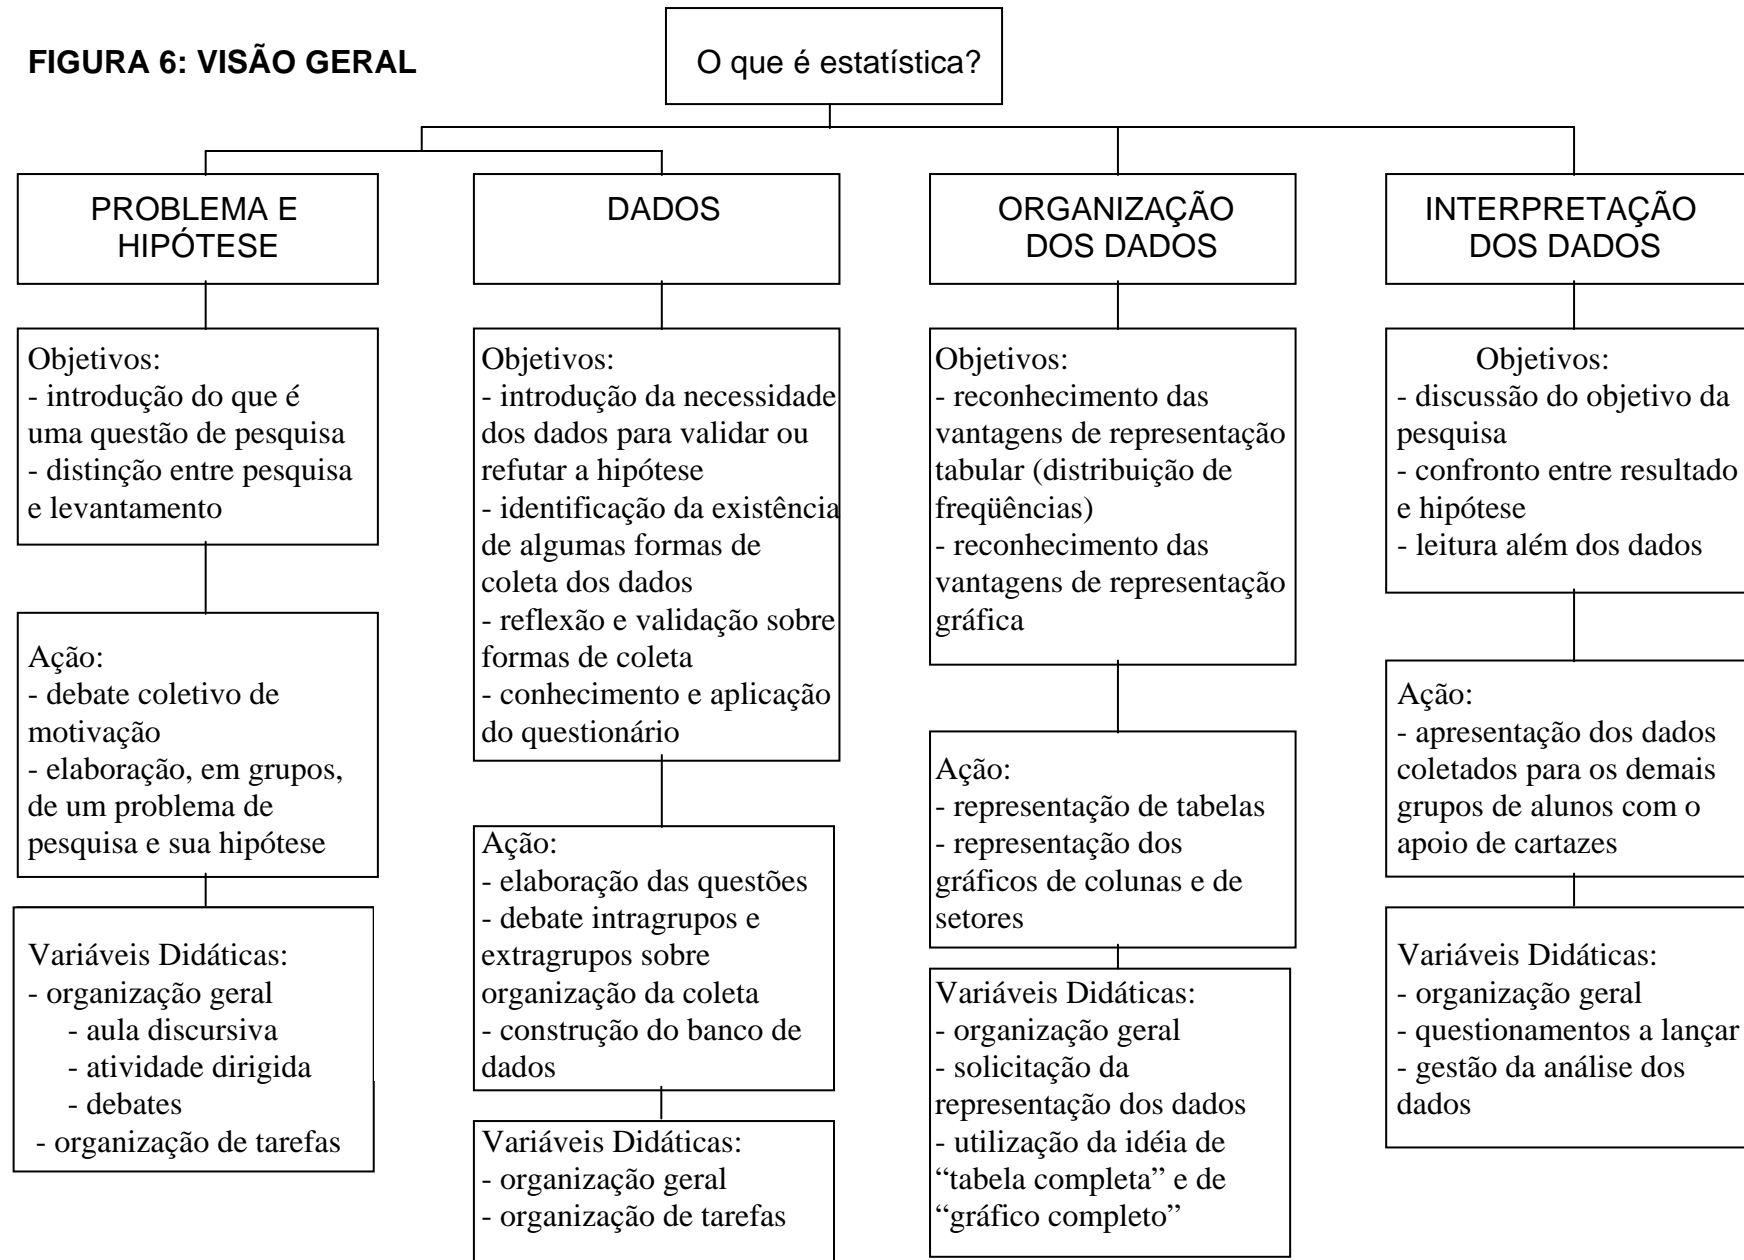 FIGURA 6: VISÃO GERAL
O que é estatística?
PROBLEMA E
HIPÓTESE
Objetivos:
- introdução do que é
uma questão de pesquisa
- distinção entre pesquisa
e levantamento
Ação:
- debate coletivo de
motivação
- elaboração, em grupos,
de um problema de
pesquisa e sua hipótese
Variáveis Didáticas:
- organização geral
- aula discursiva
- atividade dirigida
- debates
- organização de tarefas
DADOS
Objetivos:
- introdução da necessidade
dos dados para validar ou
refutar a hipótese
- identificação da existência
de algumas formas de
coleta dos dados
- reflexão e validação sobre
formas de coleta
- conhecimento e aplicação
do questionário
Ação:
- elaboração das questões
- debate intragrupos e
extragrupos sobre
organização da coleta
- construção do banco de
dados
Variáveis Didáticas:
- organização geral
- organização de tarefas
ORGANIZAÇÃO
DOS DADOS
Objetivos:
- reconhecimento das
vantagens de representação
tabular (distribuição de
freqüências)
- reconhecimento das
vantagens de representação
gráfica
Ação:
- representação de tabelas
- representação dos
gráficos de colunas e de
setores
Variáveis Didáticas:
- organização geral
- solicitação da
representação dos dados
- utilização da idéia de
“tabela completa” e de
“gráfico completo”
INTERPRETAÇÃO
DOS DADOS
Objetivos:
- discussão do objetivo da
pesquisa
- confronto entre resultado
e hipótese
- leitura além dos dados
Ação:
- apresentação dos dados
coletados para os demais
grupos de alunos com o
apoio de cartazes
Variáveis Didáticas:
- organização geral
- questionamentos a lançar
- gestão da análise dos
dados